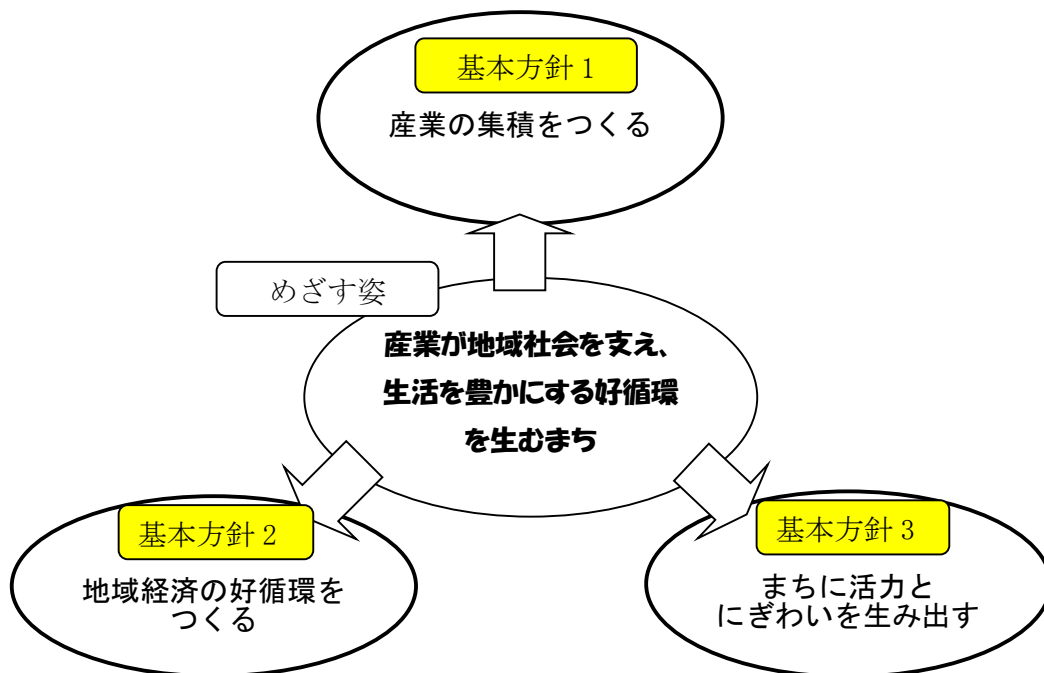 基本方針1
産業の集積をつくる
めざす姿
産業が地域社会を支え、
生活を豊かにする好循環
を生むまち
基本方針2
地域経済の好循環を
つくる
基本方針3
まちに活力と
にぎわいを生み出す